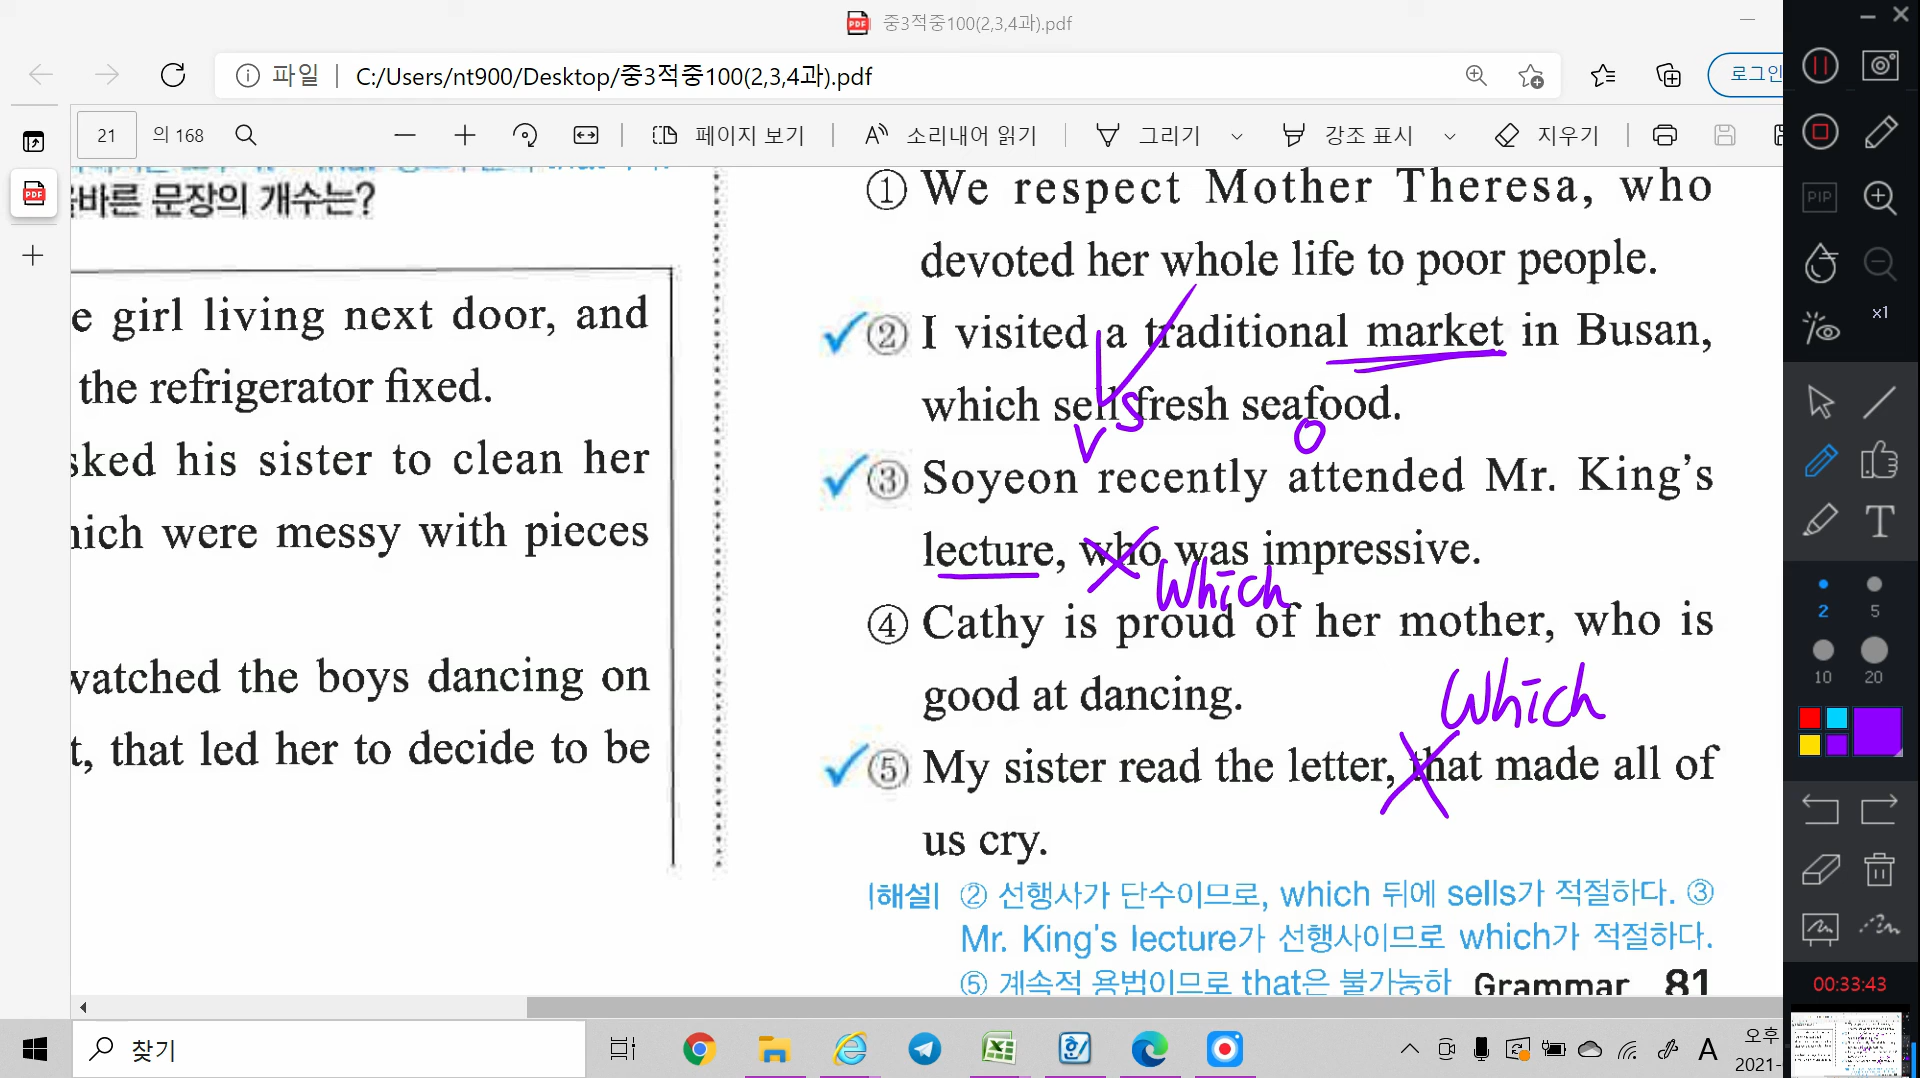 중3적중100(2,3,4과).pdf
파일 | C:/Users/nt900/Desktop/중3적중100(2,3,4과).pdf
로그인
21 의 168
페이지 보기
소리내어 읽기
그리기
강조 표시
지우기
바른 문장의 개수는?
e girl living next door, and
the refrigerator fixed.
sked his sister to clean her
hich were messy with pieces
watched the boys dancing on
t, that led her to decide to be
① We respect Mother Theresa, who
devoted her whole life to poor people.
② I visited a traditional market in Busan,
which sell fresh seafood.
s
v
o
③ Soyeon recently attended Mr. King's
lecture, who was impressive.
Which
④ Cathy is proud of her mother, who is
good at dancing.
Which
⑤ My sister read the letter, that made all of
us cry.
|해설| ② 선행사가 단수이므로, which 뒤에 sells가 적절하다. ③
Mr. King's lecture가 선행사이므로 which가 적절하다.
⑤ 계속적 용법이므로 that은 불가능하
Grammar 81
PIP
x1
T
2
5
10
20
00:33:43
찾기
A
오후
2021-